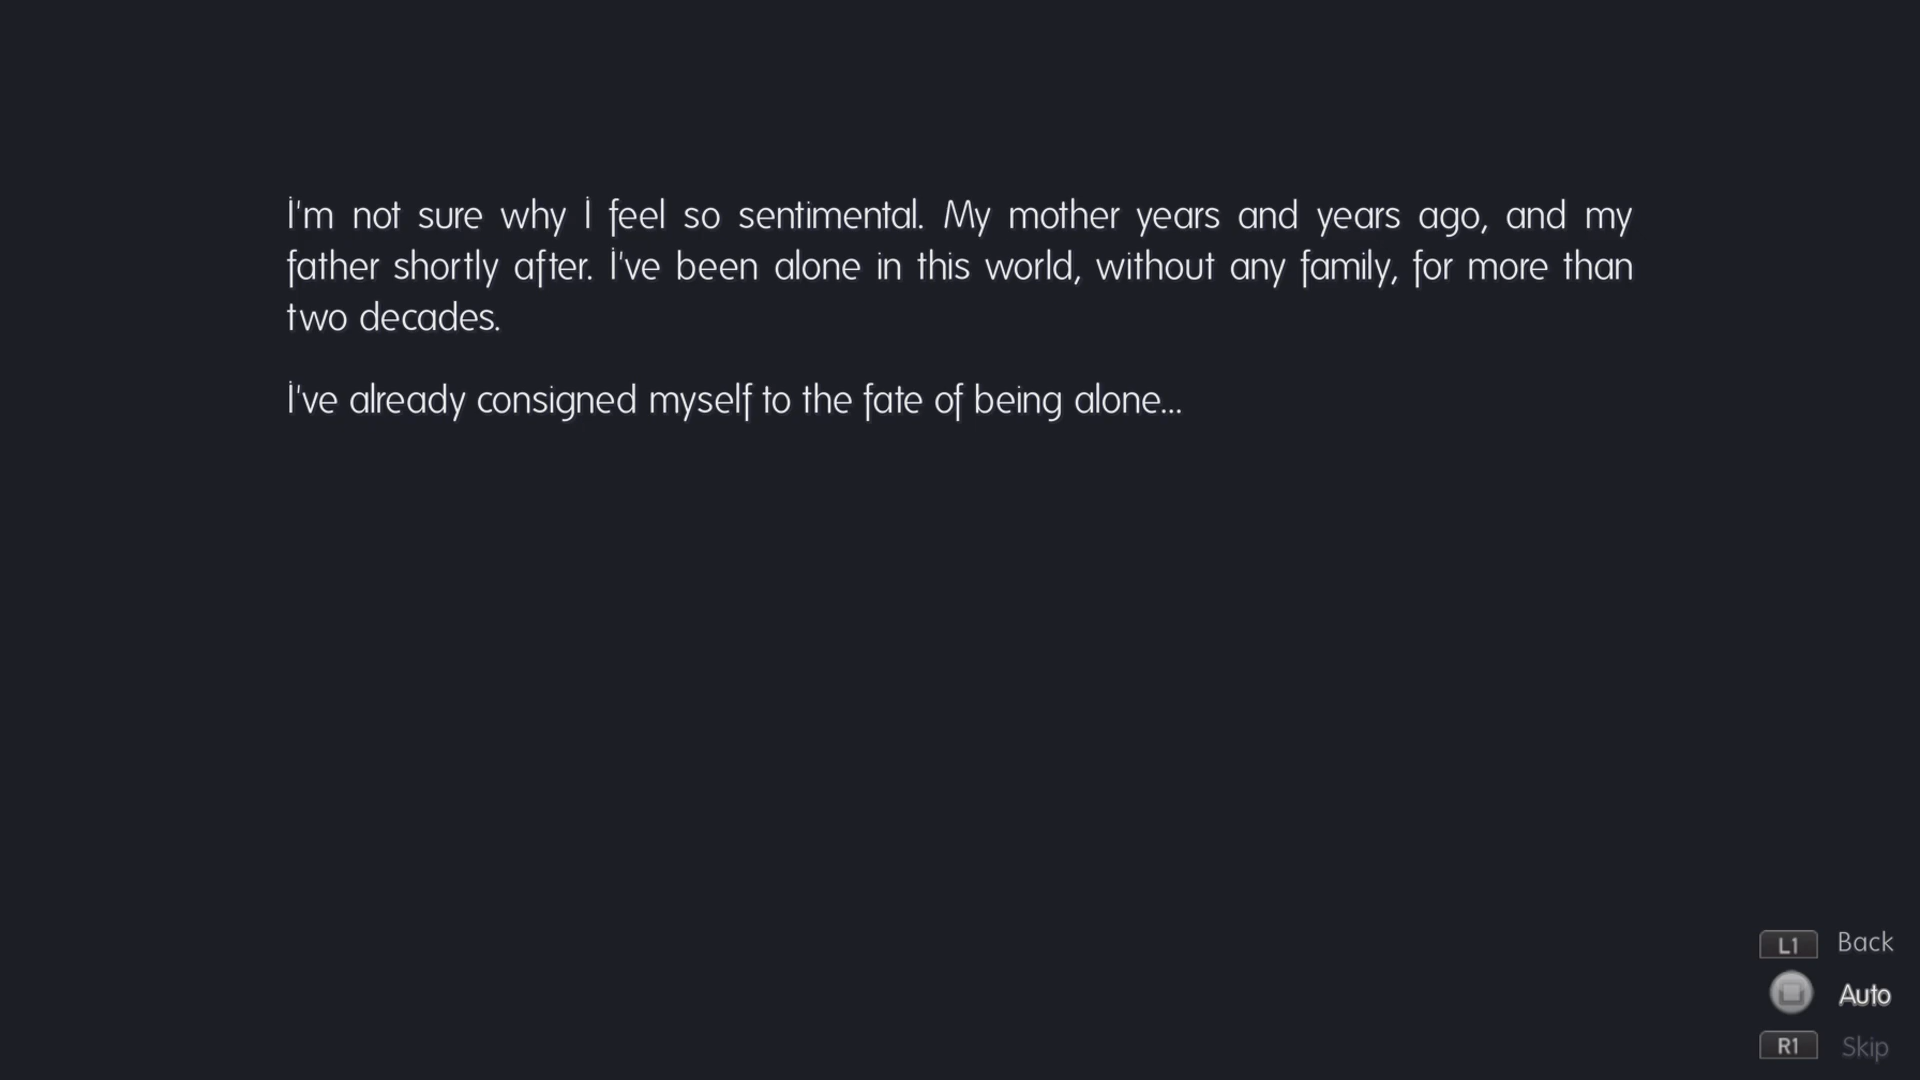 I'm not sure why I feel so sentimental. My mother years and years ago, and my
father shortly after. I've been alone in this world, without any family, for more than
two decades.
I've already consigned myself to the fate of being alone...
L1 Back
Auto
R1 Skip